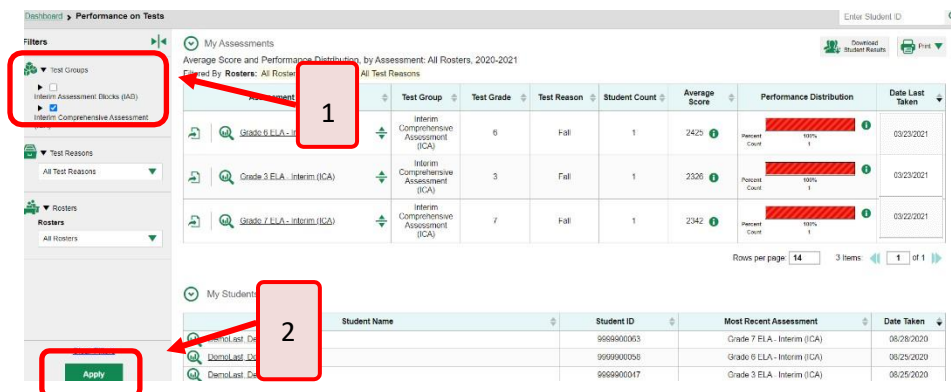 Dashboard > Performance on Tests
Enter Student ID
Filters
Test Groups
Interim Assessment Blocks (IAB)
Interim Comprehensive Assessment
Test Reasons
All Test Reasons
Rosters
Rosters
All Rosters
Apply
1
2
My Assessments
Average Score and Performance Distribution, by Assessment: All Rosters, 2020-2021
Filtered By Rosters: All Rosters All Test Reasons
Download Student Results
Print
Test Group Test Grade Test Reason Student Count Average Score Performance Distribution Date Last Taken
Grade 6 ELA - Interim Comprehensive Assessment (ICA) 6 Fall 1 2425 Percent Count 1 03/23/2021
Grade 3 ELA - Interim (ICA) Interim Comprehensive Assessment (ICA) 3 Fall 1 2326 Percent 100% Count 1 03/23/2021
Grade 7 ELA - Interim (ICA) Interim Comprehensive Assessment (ICA) 7 Fall 1 2342 Percent 100% Count 1 03/22/2021
Rows per page: 14 3 Items: 1 of 1
My Students
Student Name Student ID Most Recent Assessment Date Taken
DemoLast, 9999900063 Grade 7 ELA - Interim (ICA) 08/28/2020
DemoLast, 9999900058 Grade 6 ELA - Interim (ICA) 08/25/2020
DemoLast, 9999900047 Grade 3 ELA - Interim (ICA) 08/25/2020